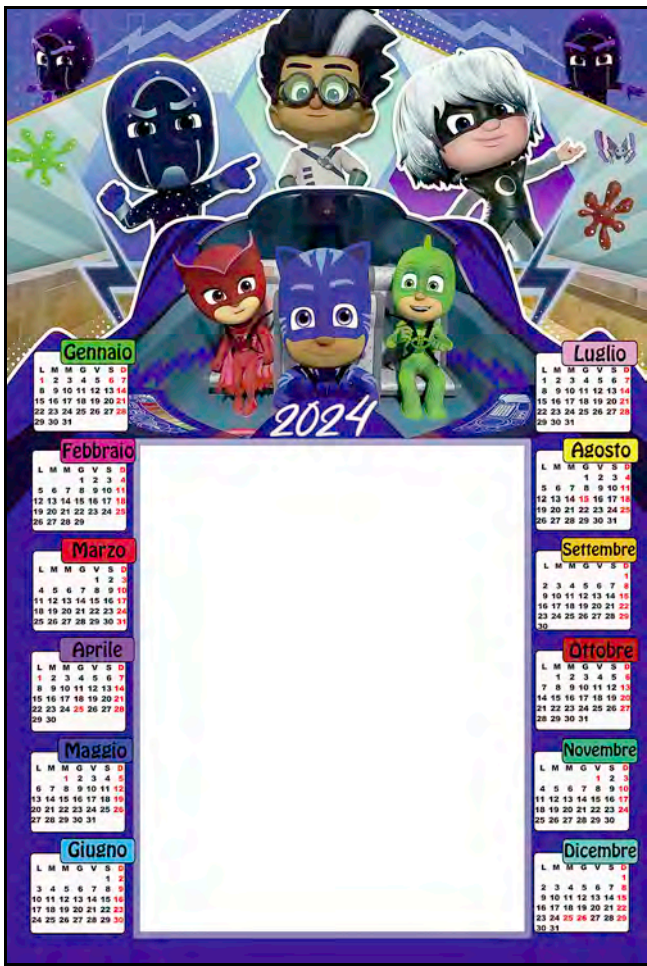 2024
Gennaio
L M M G V S D
1 2 3 4 5 6 7
8 9 10 11 12 13 14
15 16 17 18 19 20 21
22 23 24 25 26 27 28
29 30 31
Febbraio
L M M G V S D
1 2 3 4
5 6 7 8 9 10 11
12 13 14 15 16 17 18
19 20 21 22 23 24 25
26 27 28 29
Marzo
L M M G V S D
1 2 3
4 5 6 7 8 9 10
11 12 13 14 15 16 17
18 19 20 21 22 23 24
25 26 27 28 29 30 31
Aprile
L M M G V S D
1 2 3 4 5 6 7
8 9 10 11 12 13 14
15 16 17 18 19 20 21
22 23 24 25 26 27 28
29 30
Maggio
L M M G V S D
1 2 3 4 5
6 7 8 9 10 11 12
13 14 15 16 17 18 19
20 21 22 23 24 25 26
27 28 29 30 31
Giugno
L M M G V S D
1 2
3 4 5 6 7 8 9
10 11 12 13 14 15 16
17 18 19 20 21 22 23
24 25 26 27 28 29 30
Luglio
L M M G V S D
1 2 3 4 5 6 7
8 9 10 11 12 13 14
15 16 17 18 19 20 21
22 23 24 25 26 27 28
29 30 31
Agosto
L M M G V S D
1 2 3 4
5 6 7 8 9 10 11
12 13 14 15 16 17 18
19 20 21 22 23 24 25
26 27 28 29 30 31
Settembre
L M M G V S D
1
2 3 4 5 6 7 8
9 10 11 12 13 14 15
16 17 18 19 20 21 22
23 24 25 26 27 28 29
30
Ottobre
L M M G V S D
1 2 3 4 5 6
7 8 9 10 11 12 13
14 15 16 17 18 19 20
21 22 23 24 25 26 27
28 29 30 31
Novembre
L M M G V S D
1 2 3
4 5 6 7 8 9 10
11 12 13 14 15 16 17
18 19 20 21 22 23 24
25 26 27 28 29 30
Dicembre
L M M G V S D
1
2 3 4 5 6 7 8
9 10 11 12 13 14 15
16 17 18 19 20 21 22
23 24 25 26 27 28 29
30 31